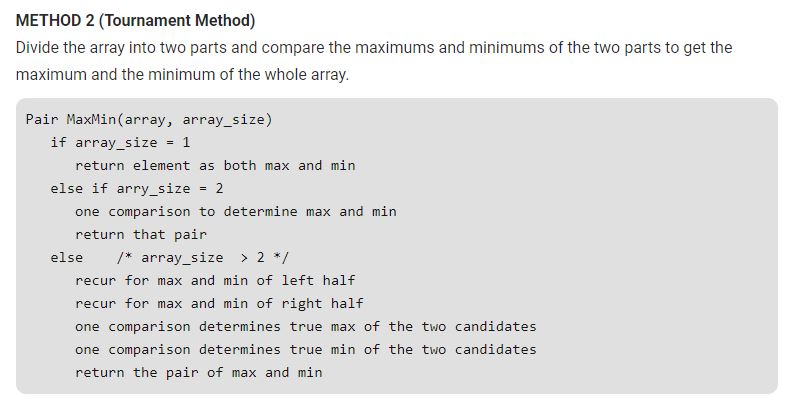 METHOD 2 (Tournament Method)
Divide the array into two parts and compare the maximums and minimums of the two parts to get the
maximum and the minimum of the whole array.
Pair MaxMin(array, array_size)
   if array_size = 1
      return element as both max and min
   else if arry_size = 2
      one comparison to determine max and min
      return that pair
   else    /* array_size  > 2 */
      recur for max and min of left half
      recur for max and min of right half
      one comparison determines true max of the two candidates
      one comparison determines true min of the two candidates
      return the pair of max and min